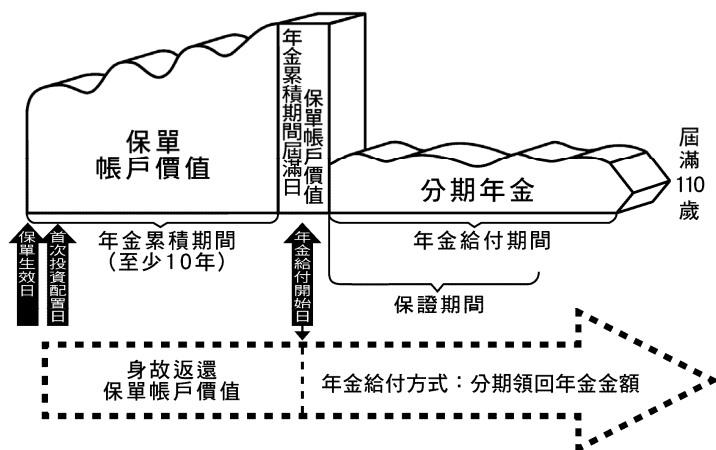 保單
帳戶價值
年金累積期間屆滿日
保單帳戶價值
分期年金
屆滿110歲
保單生效日
首次投資配置日
年金累積期間
(至少10年)
年金給付開始日
年金給付期間
保證期間
身故返還
保單帳戶價值
年金給付方式：分期領回年金金額